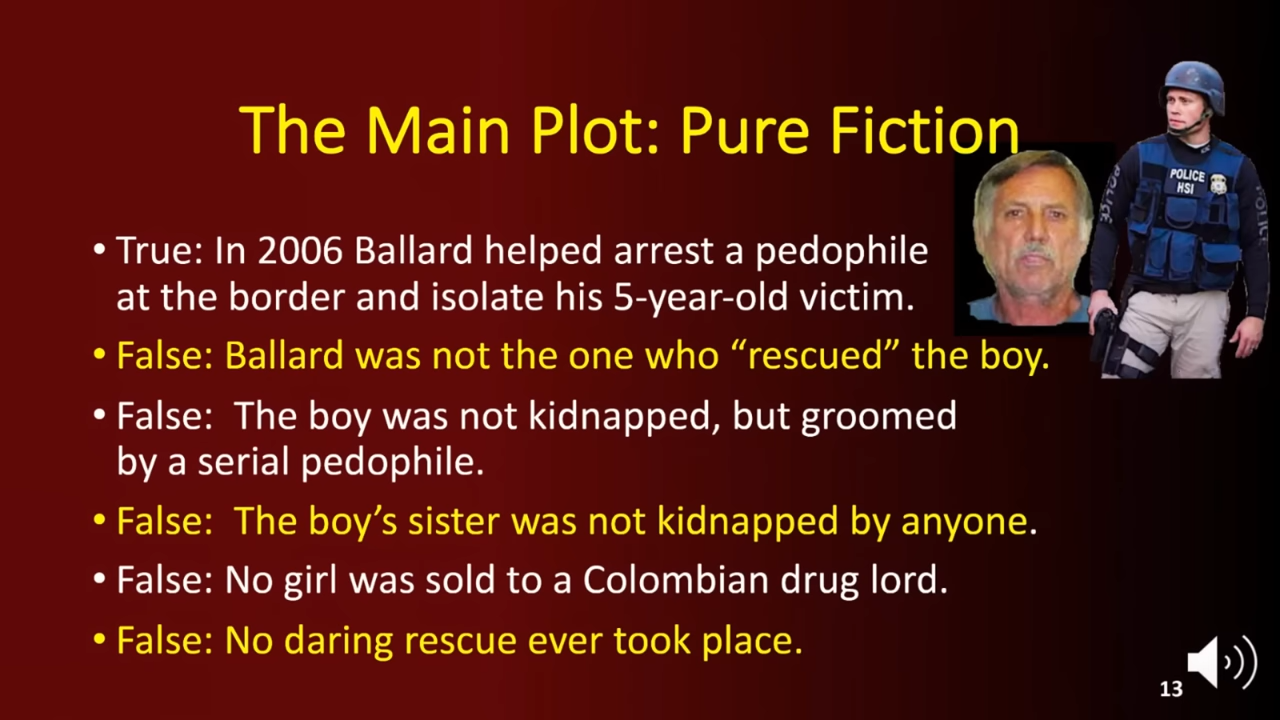 The Main Plot: Pure Fiction
POLICE
HSI
POLICE
• True: In 2006 Ballard helped arrest a pedophile
at the border and isolate his 5-year-old victim.
• False: Ballard was not the one who “rescued” the boy.
• False:  The boy was not kidnapped, but groomed
by a serial pedophile.
• False:  The boy’s sister was not kidnapped by anyone.
• False: No girl was sold to a Colombian drug lord.
• False: No daring rescue ever took place.
13